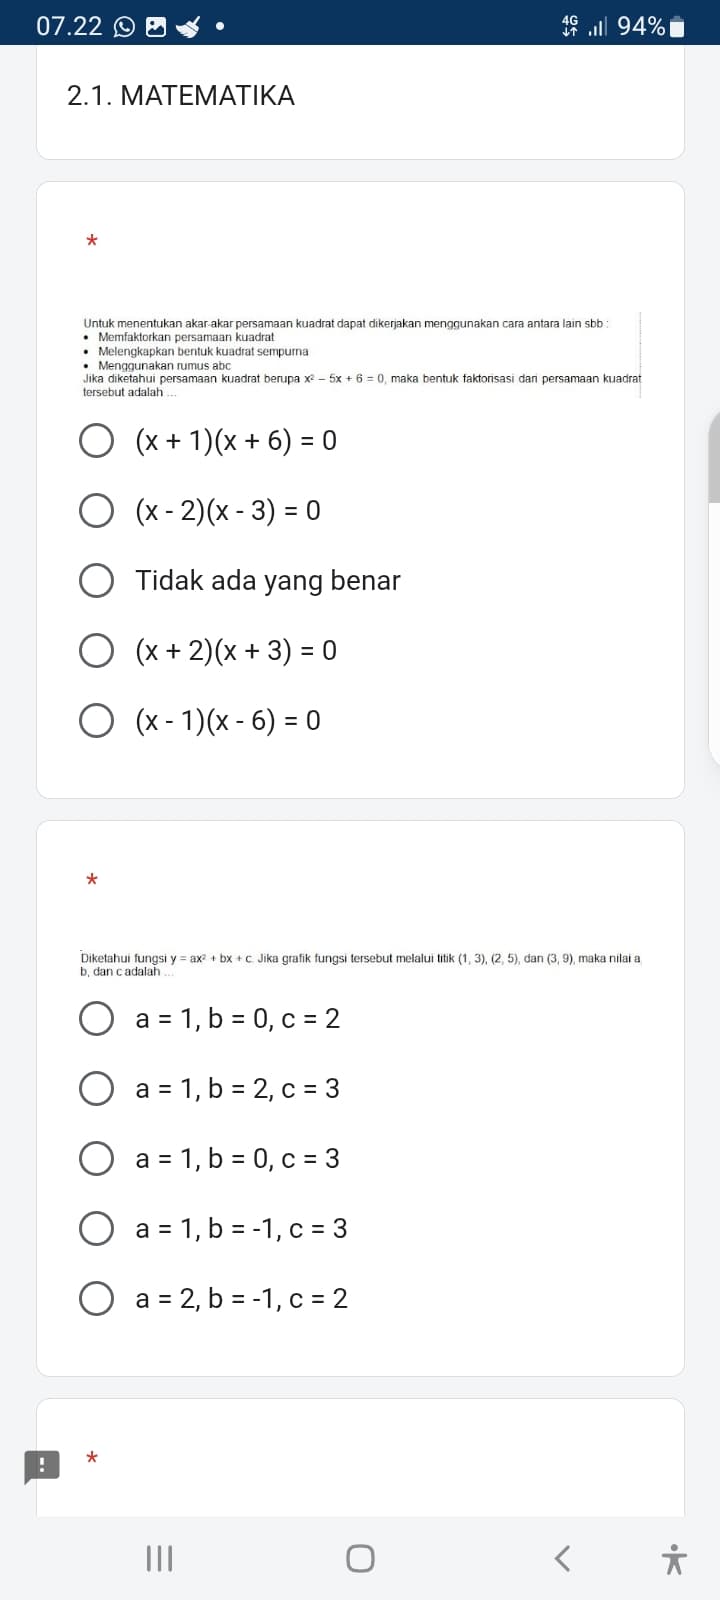 07.22
4G
94%
2.1. MATEMATIKA
*
Untuk menentukan akar-akar persamaan kuadrat dapat dikerjakan menggunakan cara antara lain sbb :
• Memfaktorkan persamaan kuadrat
• Melengkapkan bentuk kuadrat sempurna
• Menggunakan rumus abc
Jika diketahui persamaan kuadrat berupa x² – 5x + 6 = 0, maka bentuk faktorisasi dari persamaan kuadrat
tersebut adalah ...
(x + 1)(x + 6) = 0
(x - 2)(x - 3) = 0
Tidak ada yang benar
(x + 2)(x + 3) = 0
(x - 1)(x - 6) = 0
*
Diketahui fungsi y = ax² + bx + c. Jika grafik fungsi tersebut melalui titik (1, 3), (2, 5), dan (3, 9), maka nilai a,
b, dan c adalah ...
a = 1, b = 0, c = 2
a = 1, b = 2, c = 3
a = 1, b = 0, c = 3
a = 1, b = -1, c = 3
a = 2, b = -1, c = 2
*